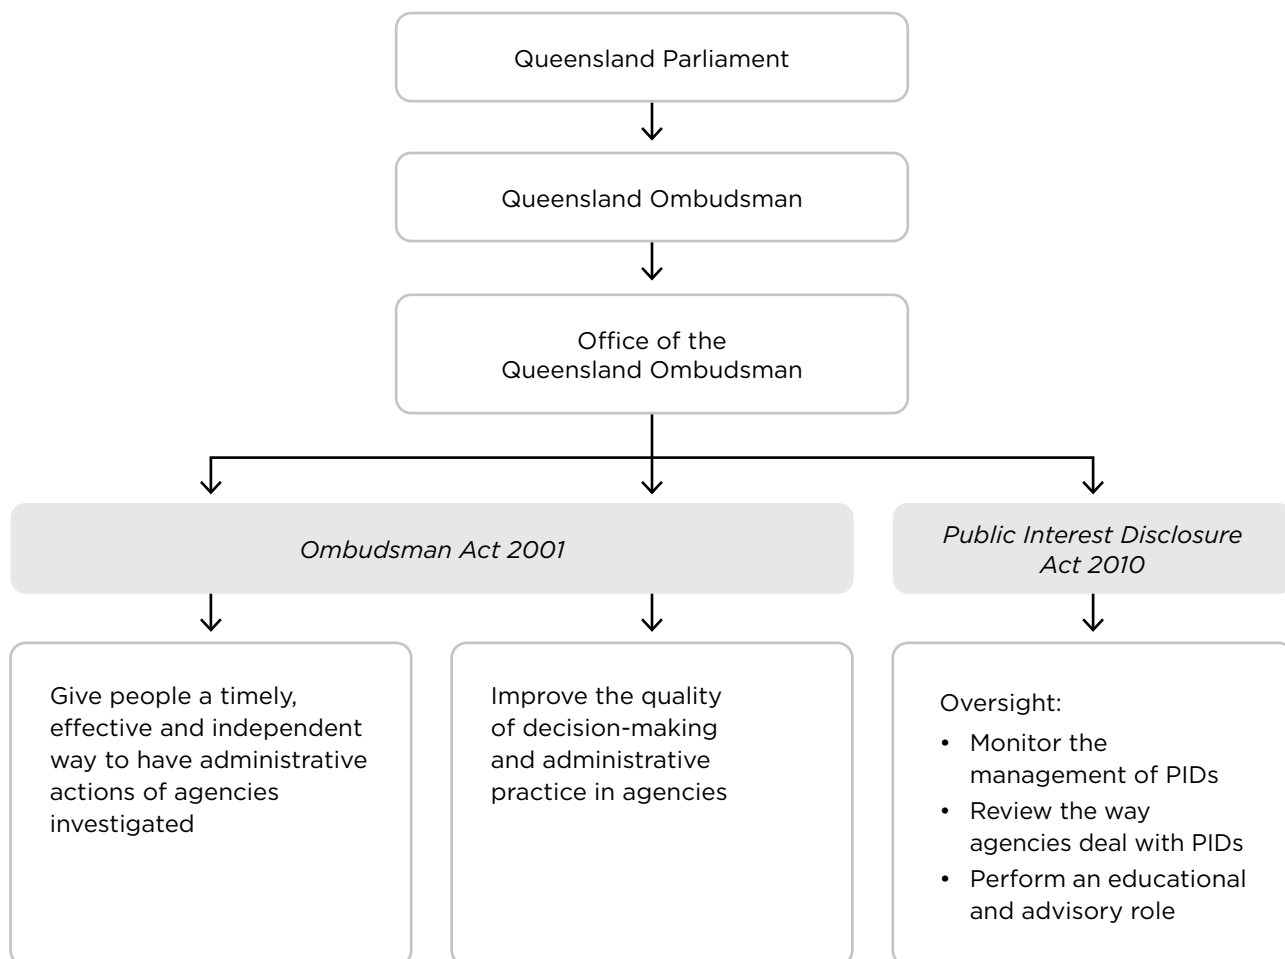 Queensland Parliament
Queensland Ombudsman
Office of the
Queensland Ombudsman
Ombudsman Act 2001
Public Interest Disclosure
Act 2010
Give people a timely,
effective and independent
way to have administrative
actions of agencies
investigated
Improve the quality
of decision-making
and administrative
practice in agencies
Oversight:
• Monitor the
management of PIDs
• Review the way
agencies deal with PIDs
• Perform an educational
and advisory role